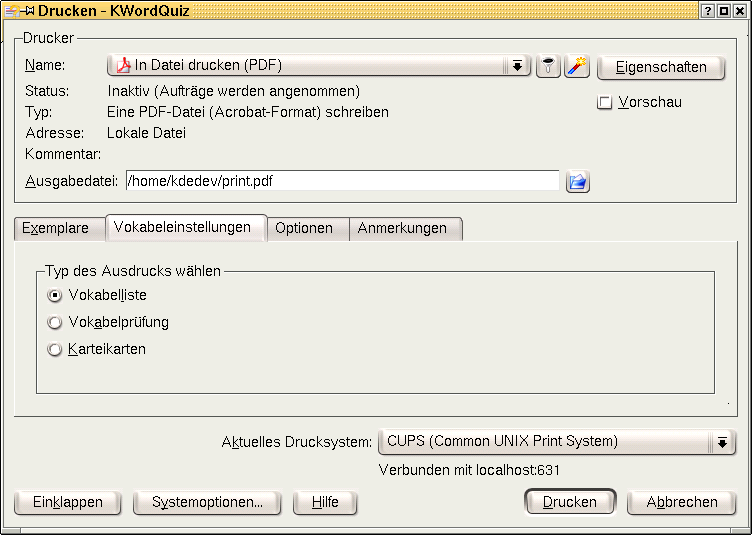 Drucken - KWordQuiz
Drucker
Name: In Datei drucken (PDF)
Eigenschaften
Status: Inaktiv (Aufträge werden angenommen)
Vorschau
Typ: Eine PDF-Datei (Acrobat-Format) schreiben
Adresse: Lokale Datei
Kommentar:
Ausgabedatei: /home/kdedev/print.pdf
Exemplare Vokabeleinstellungen Optionen Anmerkungen
Typ des Ausdrucks wählen
Vokabelliste
Vokabelprüfung
Karteikarten
Aktuelles Drucksystem: CUPS (Common UNIX Print System)
Verbunden mit localhost:631
Einklappen Systemoptionen... Hilfe Drucken Abbrechen